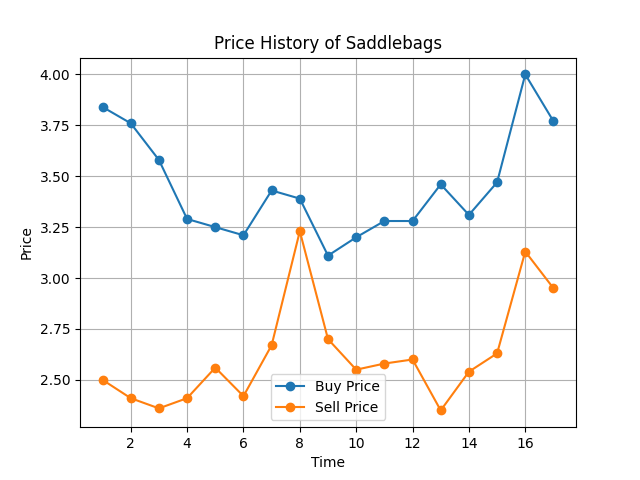 Price History of Saddlebags
4.00
3.75
3.50
3.25
3.00
2.75
2.50
Price
Buy Price
Sell Price
2 4 6 8 10 12 14 16
Time